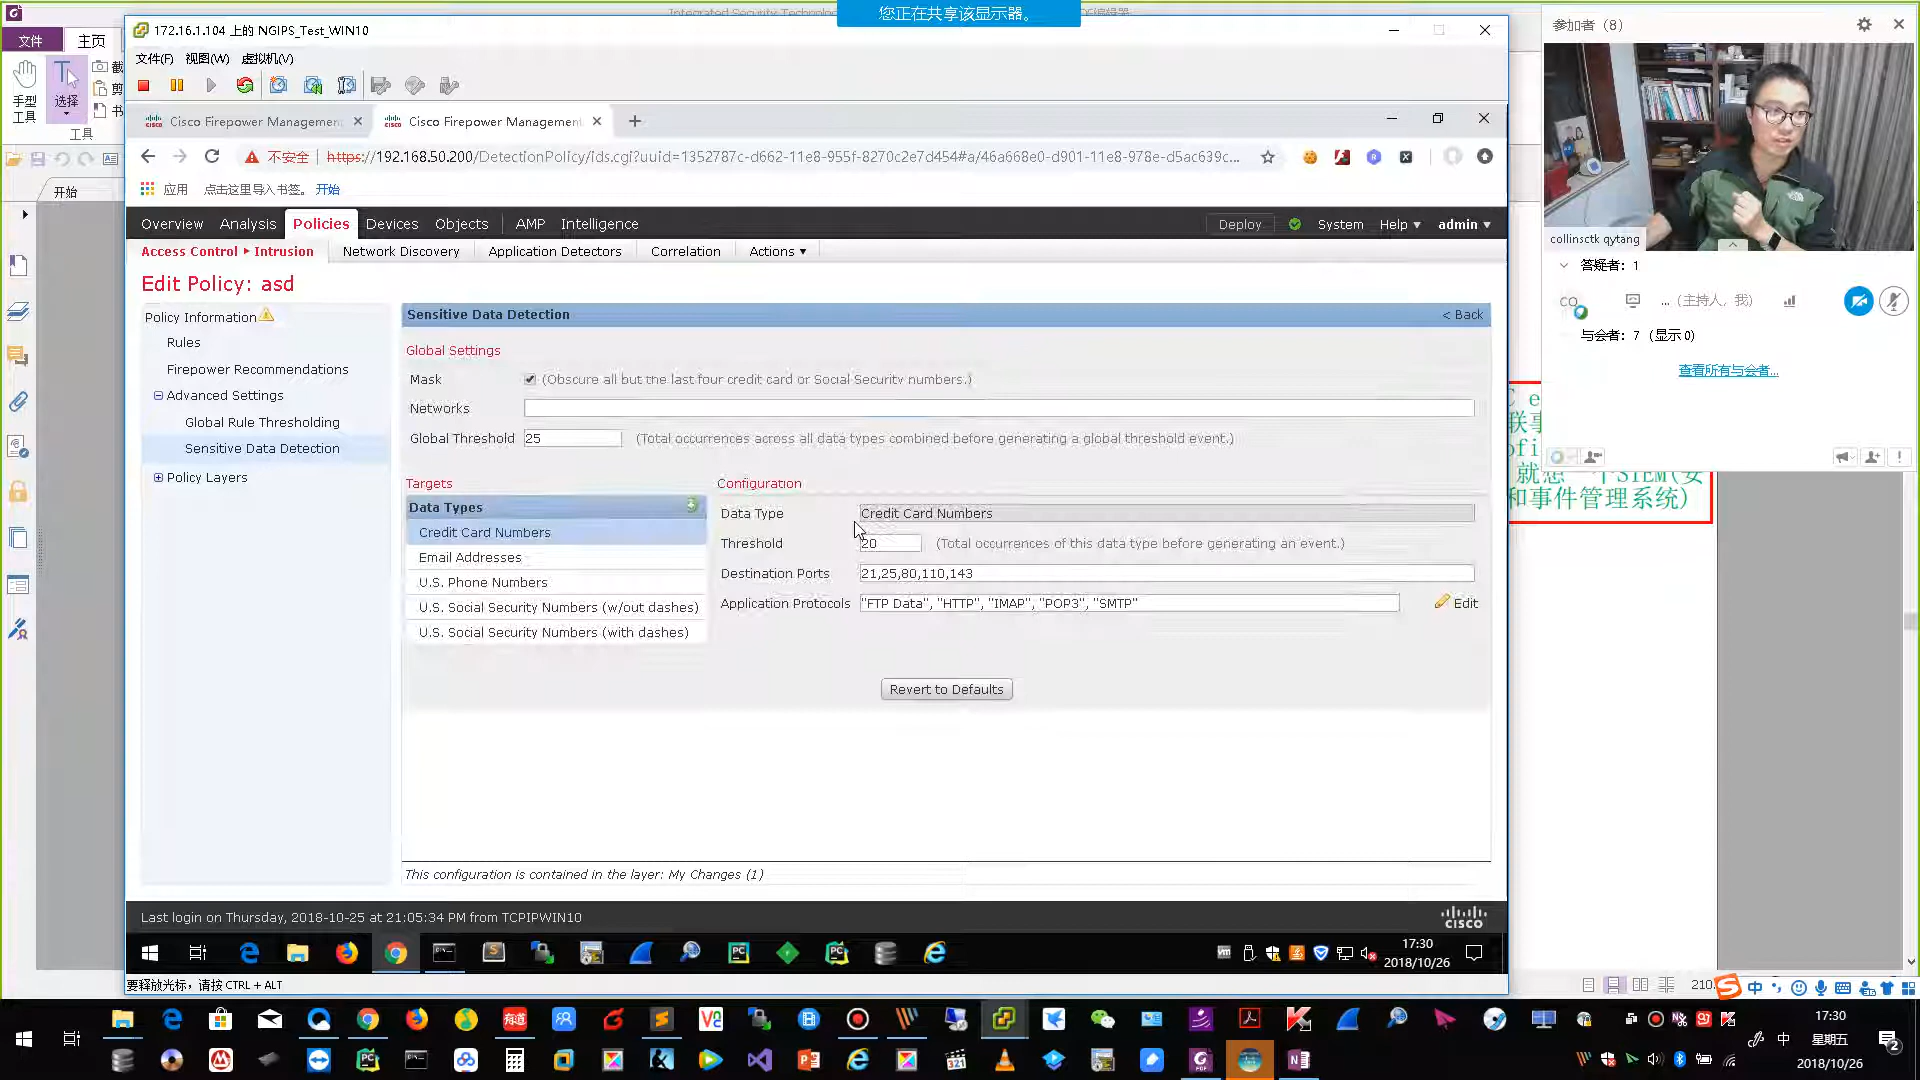 您正在共享该显示器。
文件
主页
手型
工具
选择
工具
开始
172.16.1.104 上的 NGIPS_Test_WIN10
文件(F) 视图(W) 虚拟机(V)
Cisco Firepower Managemen
Cisco Firepower Management
不安全 | https://192.168.50.200/DetectionPolicy/ids.cgi?uuid=1352787c-d662-11e8-955f-8270c2e7d454#a/46a668e0-d901-11e8-978e-d5ac639c...
应用 点击这里导入书签。 开始
Overview Analysis Policies Devices Objects AMP Intelligence Deploy System Help admin
Access Control Intrusion Network Discovery Application Detectors Correlation Actions
Edit Policy: asd
Policy Information
Rules
Firepower Recommendations
Advanced Settings
Global Rule Thresholding
Sensitive Data Detection
Policy Layers
Sensitive Data Detection < Back
Global Settings
Mask (Obscure all but the last four credit card or Social Security numbers.)
Networks
Global Threshold 25 (Total occurrences across all data types combined before generating a global threshold event.)
Targets
Data Types
Credit Card Numbers
Email Addresses
U.S. Phone Numbers
U.S. Social Security Numbers (w/out dashes)
U.S. Social Security Numbers (with dashes)
Configuration
Data Type Credit Card Numbers
Threshold 20 (Total occurrences of this data type before generating an event.)
Destination Ports 21,25,80,110,143
Application Protocols "FTP Data", "HTTP", "IMAP", "POP3", "SMTP" Edit
Revert to Defaults
This configuration is contained in the layer: My Changes (1)
Last login on Thursday, 2018-10-25 at 21:05:34 PM from TCPIPWIN10
CISCO
17:30
2018/10/26
要释放光标，请按 CTRL + ALT
参加者（8）
collinsctk qytang
答疑者：1
CO ... （主持人，我）
与会者：7（显示 0）
查看所有与会者...
和事件管理系统)
210.
中
17:30
星期五
2018/10/26
中